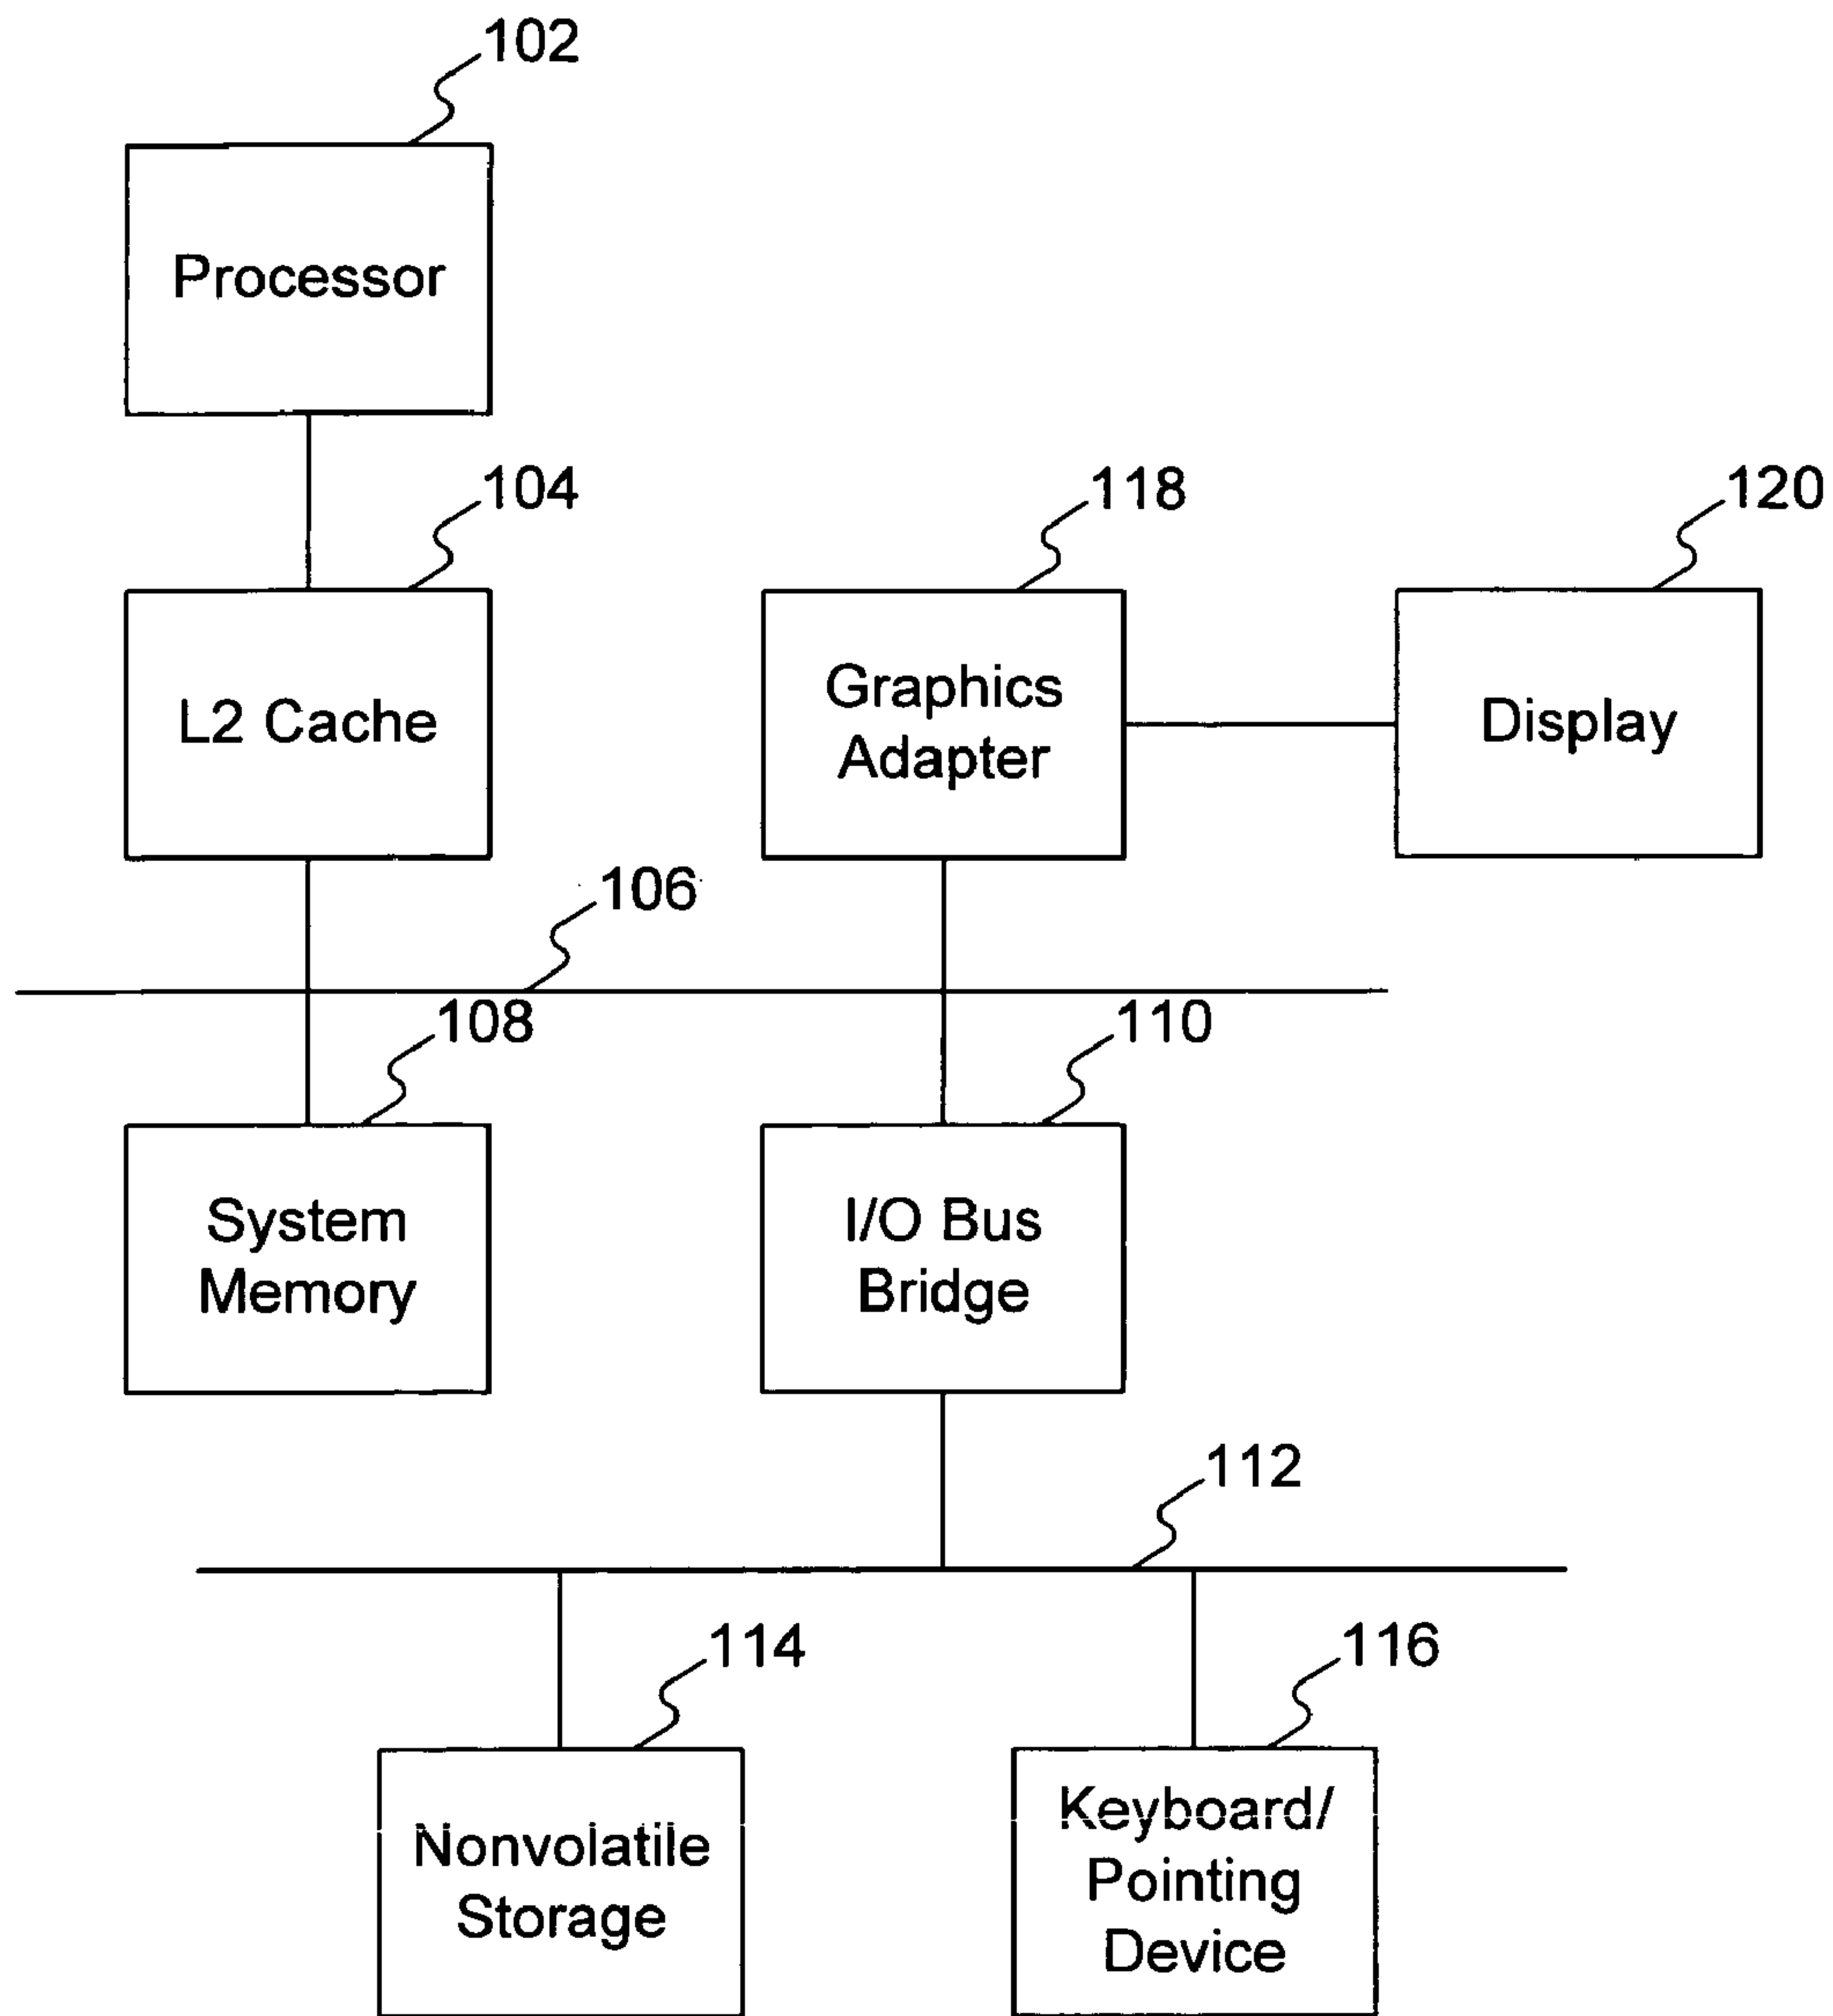 102
Processor
104
118
120
L2 Cache
Graphics
Adapter
Display
106
108
110
System
Memory
I/O Bus
Bridge
112
114
116
Nonvolatile
Storage
Keyboard/
Pointing
Device